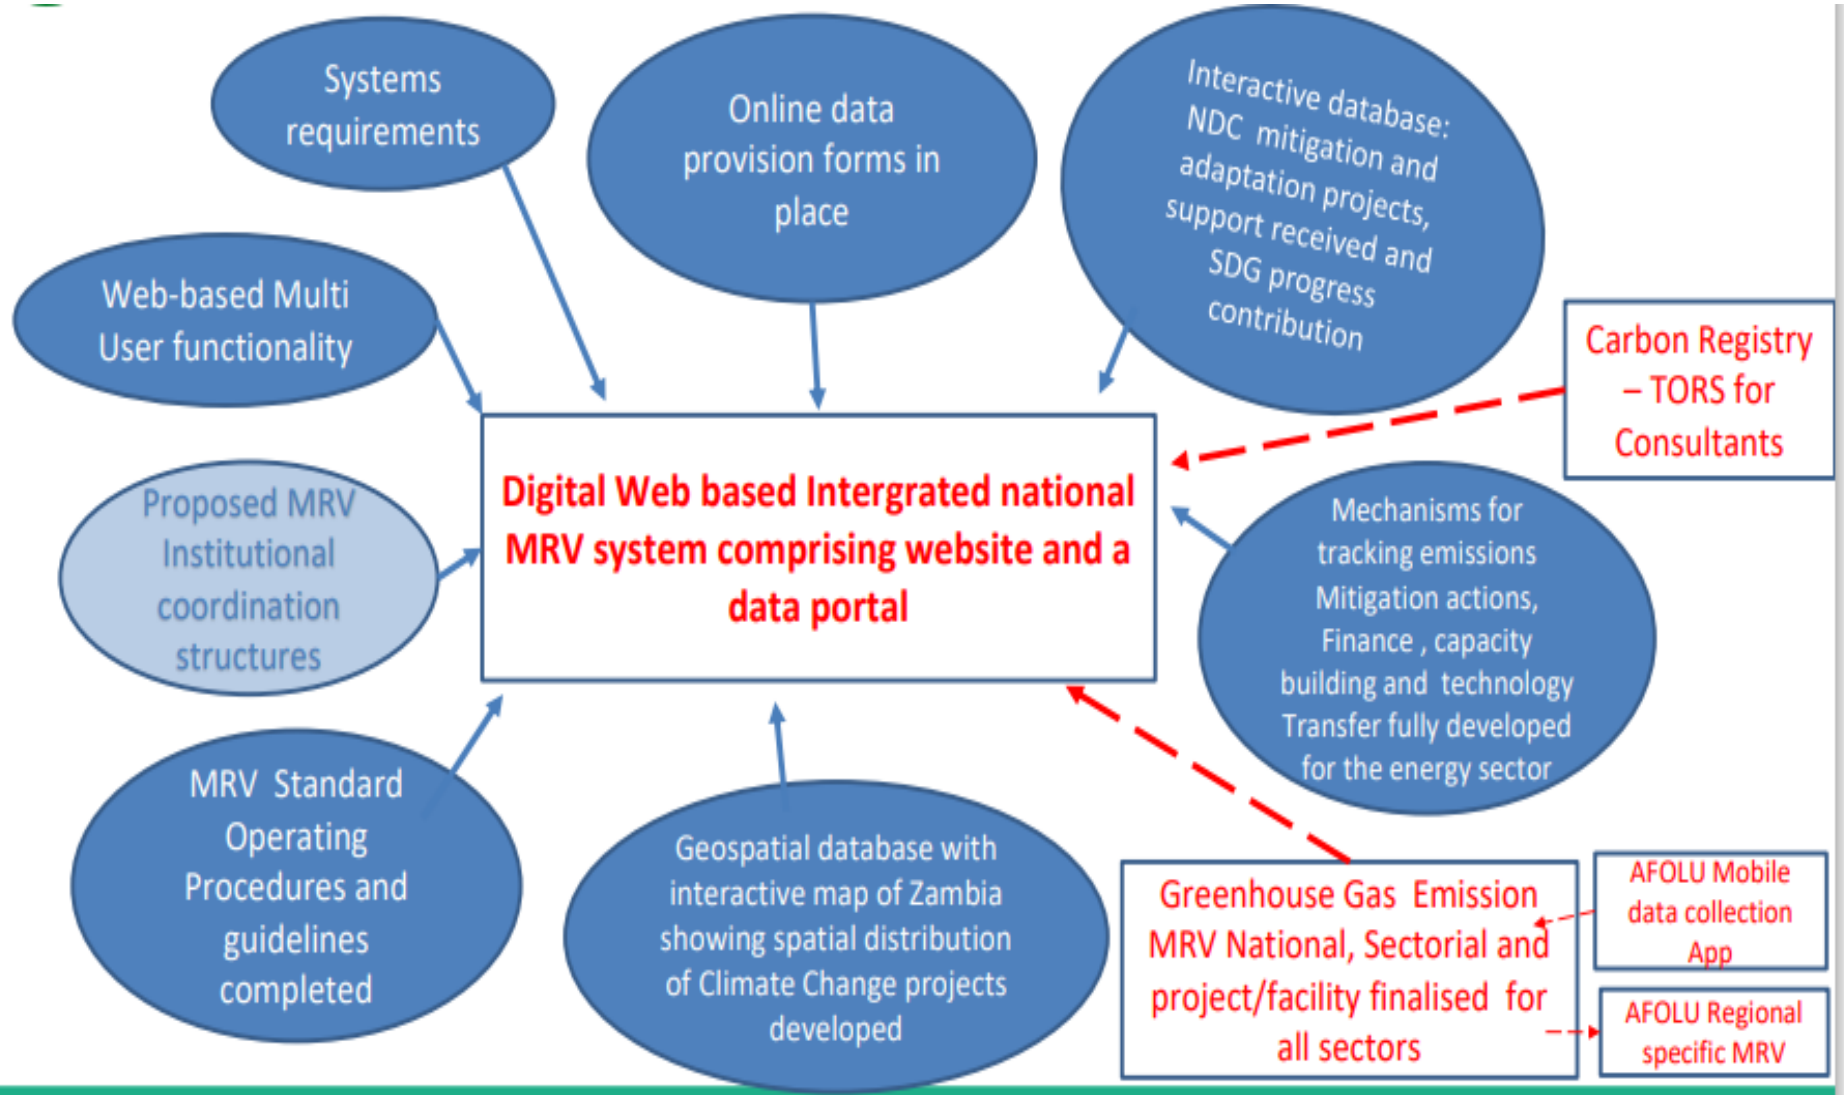 Systems
requirements
Online data
provision forms in
place
Interactive database:
NDC mitigation and
adaptation projects,
support received and
SDG progress
contribution
Web-based Multi
User functionality
Carbon Registry
– TORS for
Consultants
Proposed MRV
Institutional
coordination
structures
Digital Web based Intergrated national
MRV system comprising website and a
data portal
Mechanisms for
tracking emissions
Mitigation actions,
Finance , capacity
building and technology
Transfer fully developed
for the energy sector
MRV Standard
Operating
Procedures and
guidelines
completed
Geospatial database with
interactive map of Zambia
showing spatial distribution
of Climate Change projects
developed
Greenhouse Gas Emission
MRV National, Sectorial and
project/facility finalised for
all sectors
AFOLU Mobile
data collection
App
AFOLU Regional
specific MRV